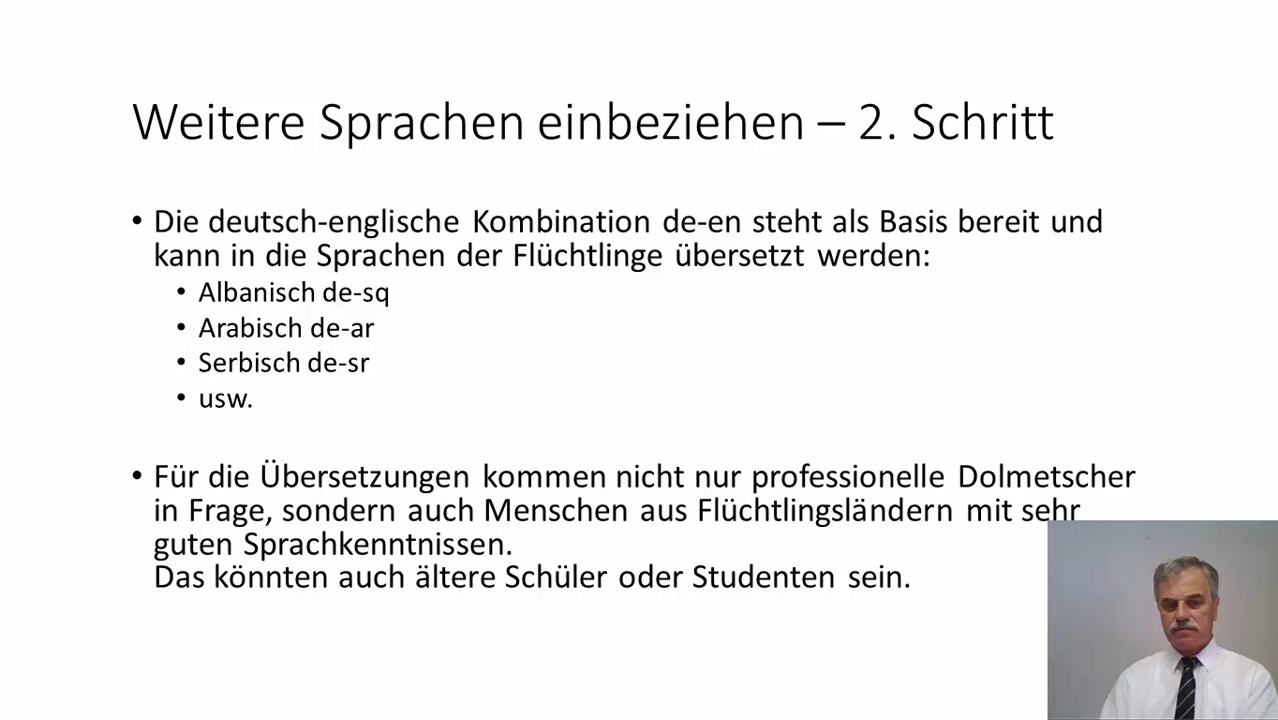 Weitere Sprachen einbeziehen – 2. Schritt
• Die deutsch-englische Kombination de-en steht als Basis bereit und
kann in die Sprachen der Flüchtlinge übersetzt werden:
• Albanisch de-sq
• Arabisch de-ar
• Serbisch de-sr
• usw.
• Für die Übersetzungen kommen nicht nur professionelle Dolmetscher
in Frage, sondern auch Menschen aus Flüchtlingsländern mit sehr
guten Sprachkenntnissen.
Das könnten auch ältere Schüler oder Studenten sein.